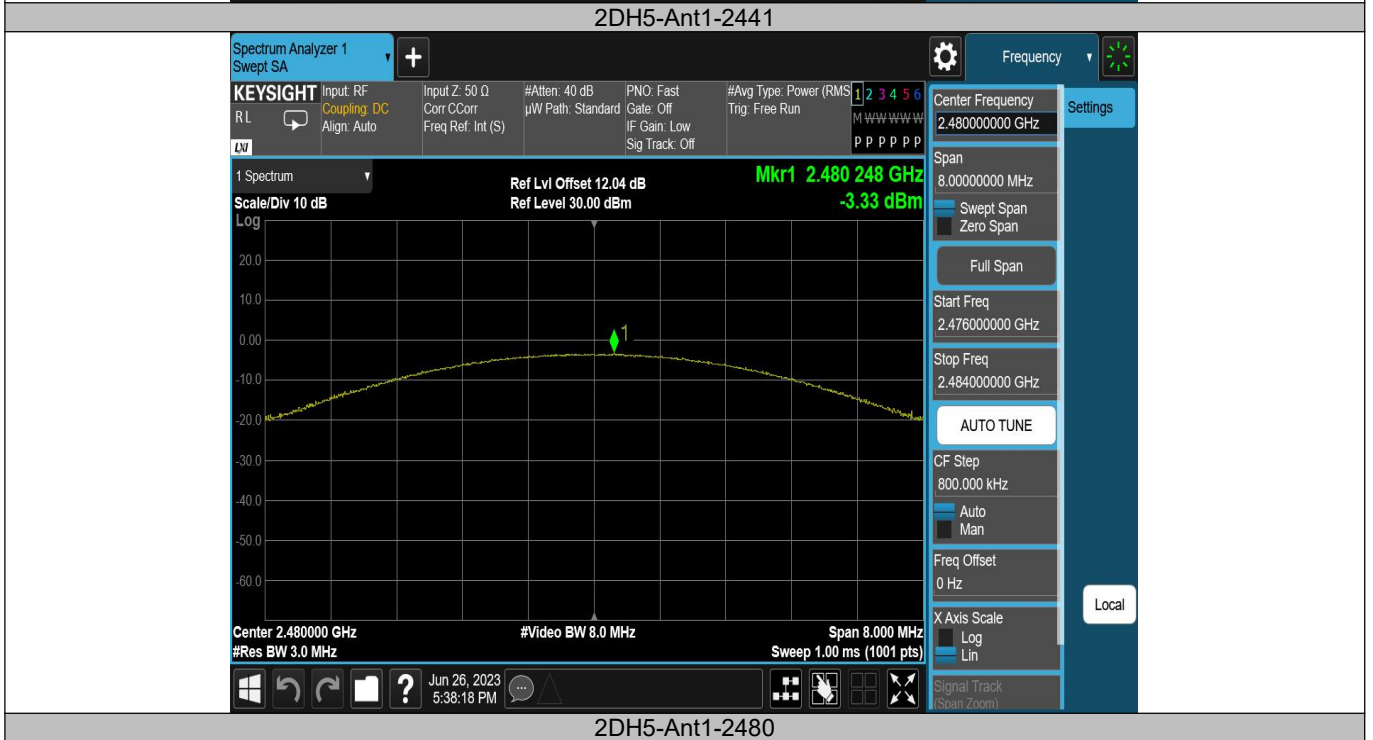 2DH5-Ant1-2441
Spectrum Analyzer 1
Swept SA
Frequency
KEYSIGHT
RL
LXI
Input: RF
Coupling: DC
Align: Auto
Input Z: 50 Ω
Corr CCorr
Freq Ref: Int (S)
#Atten: 40 dB
µW Path: Standard
PNO: Fast
Gate: Off
IF Gain: Low
Sig Track: Off
#Avg Type: Power (RMS
Trig: Free Run
1 2 3 4 5 6
M W W W W W
P P P P P P
1 Spectrum
Scale/Div 10 dB
Ref Lvl Offset 12.04 dB
Ref Level 30.00 dBm
Mkr1 2.480 248 GHz
-3.33 dBm
Log
20.0
10.0
0.00
-10.0
-20.0
-30.0
-40.0
-50.0
-60.0
1
Center 2.480000 GHz
#Res BW 3.0 MHz
#Video BW 8.0 MHz
Span 8.000 MHz
Sweep 1.00 ms (1001 pts)
Center Frequency
2.480000000 GHz
Settings
Span
8.00000000 MHz
Swept Span
Zero Span
Full Span
Start Freq
2.476000000 GHz
Stop Freq
2.484000000 GHz
AUTO TUNE
CF Step
800.000 kHz
Auto
Man
Freq Offset
0 Hz
X Axis Scale
Log
Lin
Local
Signal Track
(Span Zoom)
?
Jun 26, 2023
5:38:18 PM
2DH5-Ant1-2480